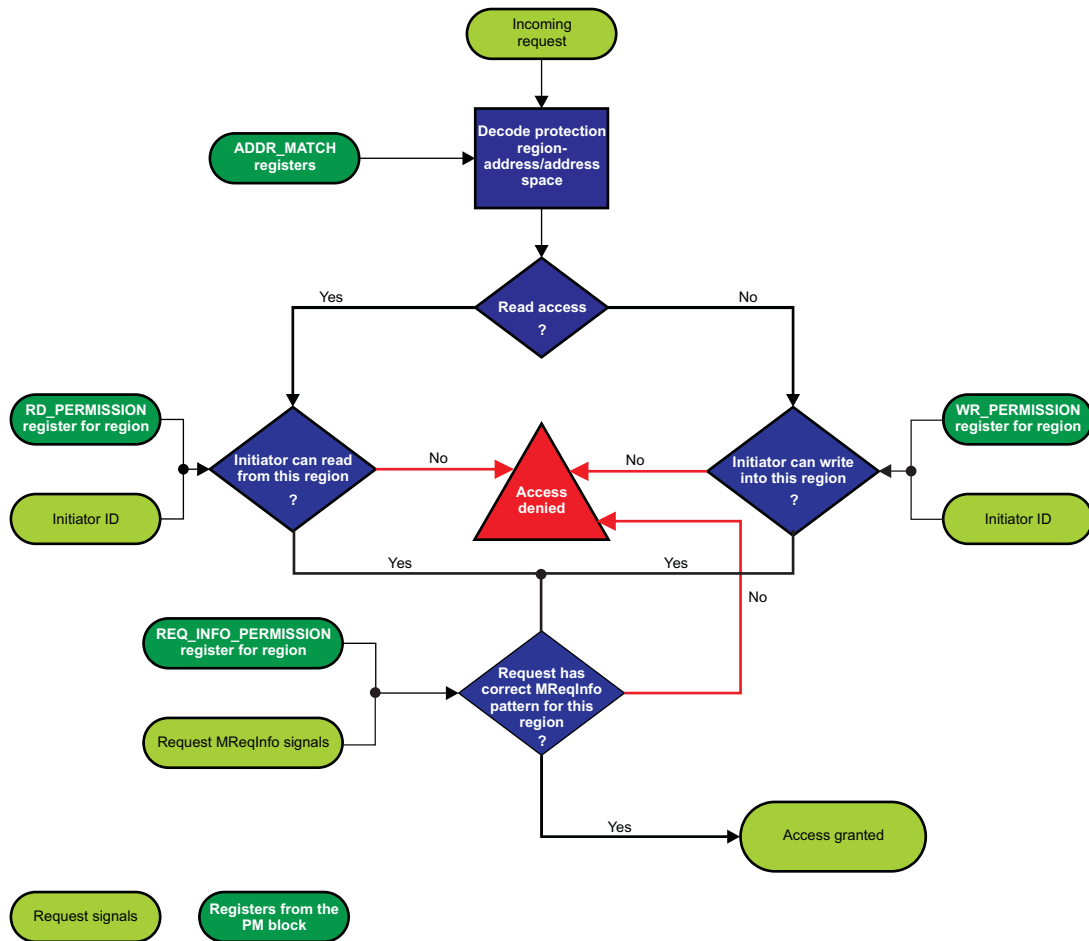 Incoming
request
Decode protection
region-
address/address
space
ADDR_MATCH
registers
Yes
Read access
?
No
RD_PERMISSION
register for region
Initiator ID
Initiator can read
from this region
?
No
Access
denied
No
Initiator can write
into this region
?
WR_PERMISSION
register for region
Initiator ID
Yes
Yes
No
REQ_INFO_PERMISSION
register for region
Request MReqInfo signals
Request has
correct MReqInfo
pattern for this
region
?
Yes
Access granted
Request signals
Registers from the
PM block